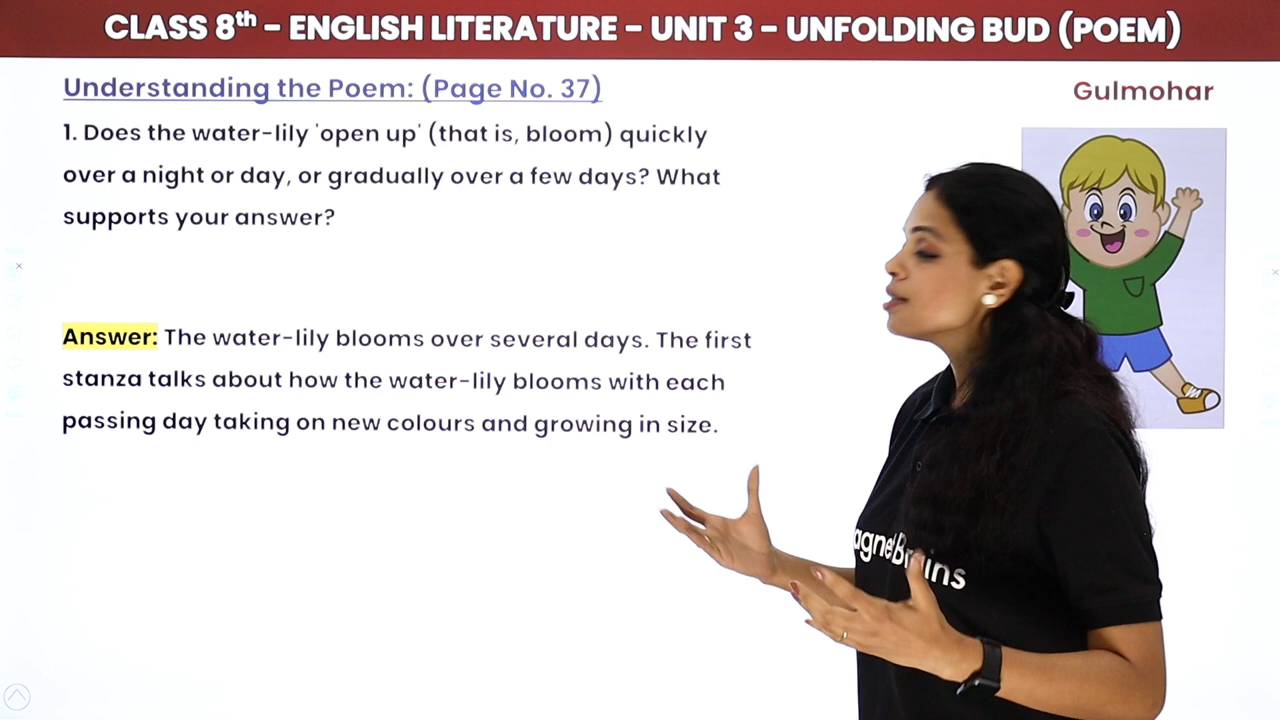 CLASS 8th – ENGLISH LITERATURE – UNIT 3 – UNFOLDING BUD (POEM)
Understanding the Poem: (Page No. 37)
Gulmohar
1. Does the water-lily 'open up' (that is, bloom) quickly
over a night or day, or gradually over a few days? What
supports your answer?
Answer: The water-lily blooms over several days. The first
stanza talks about how the water-lily blooms with each
passing day taking on new colours and growing in size.